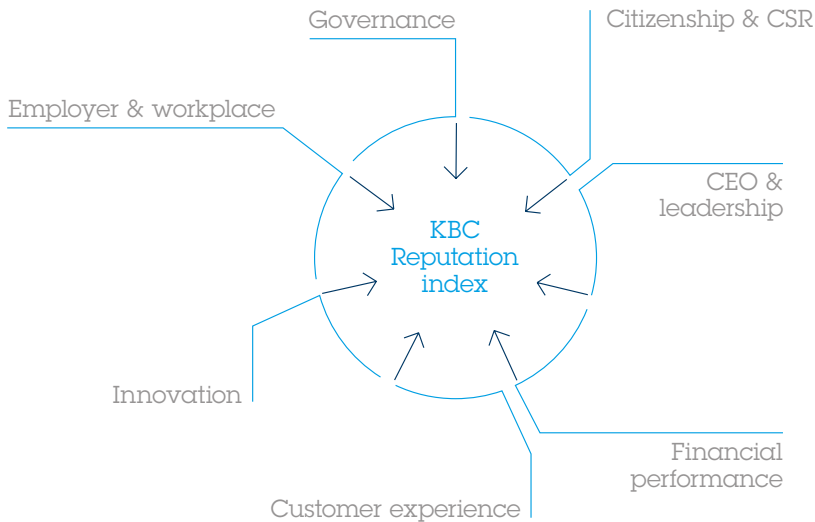 Governance
Citizenship & CSR
Employer & workplace
CEO &
leadership
KBC
Reputation
index
Innovation
Financial
performance
Customer experience